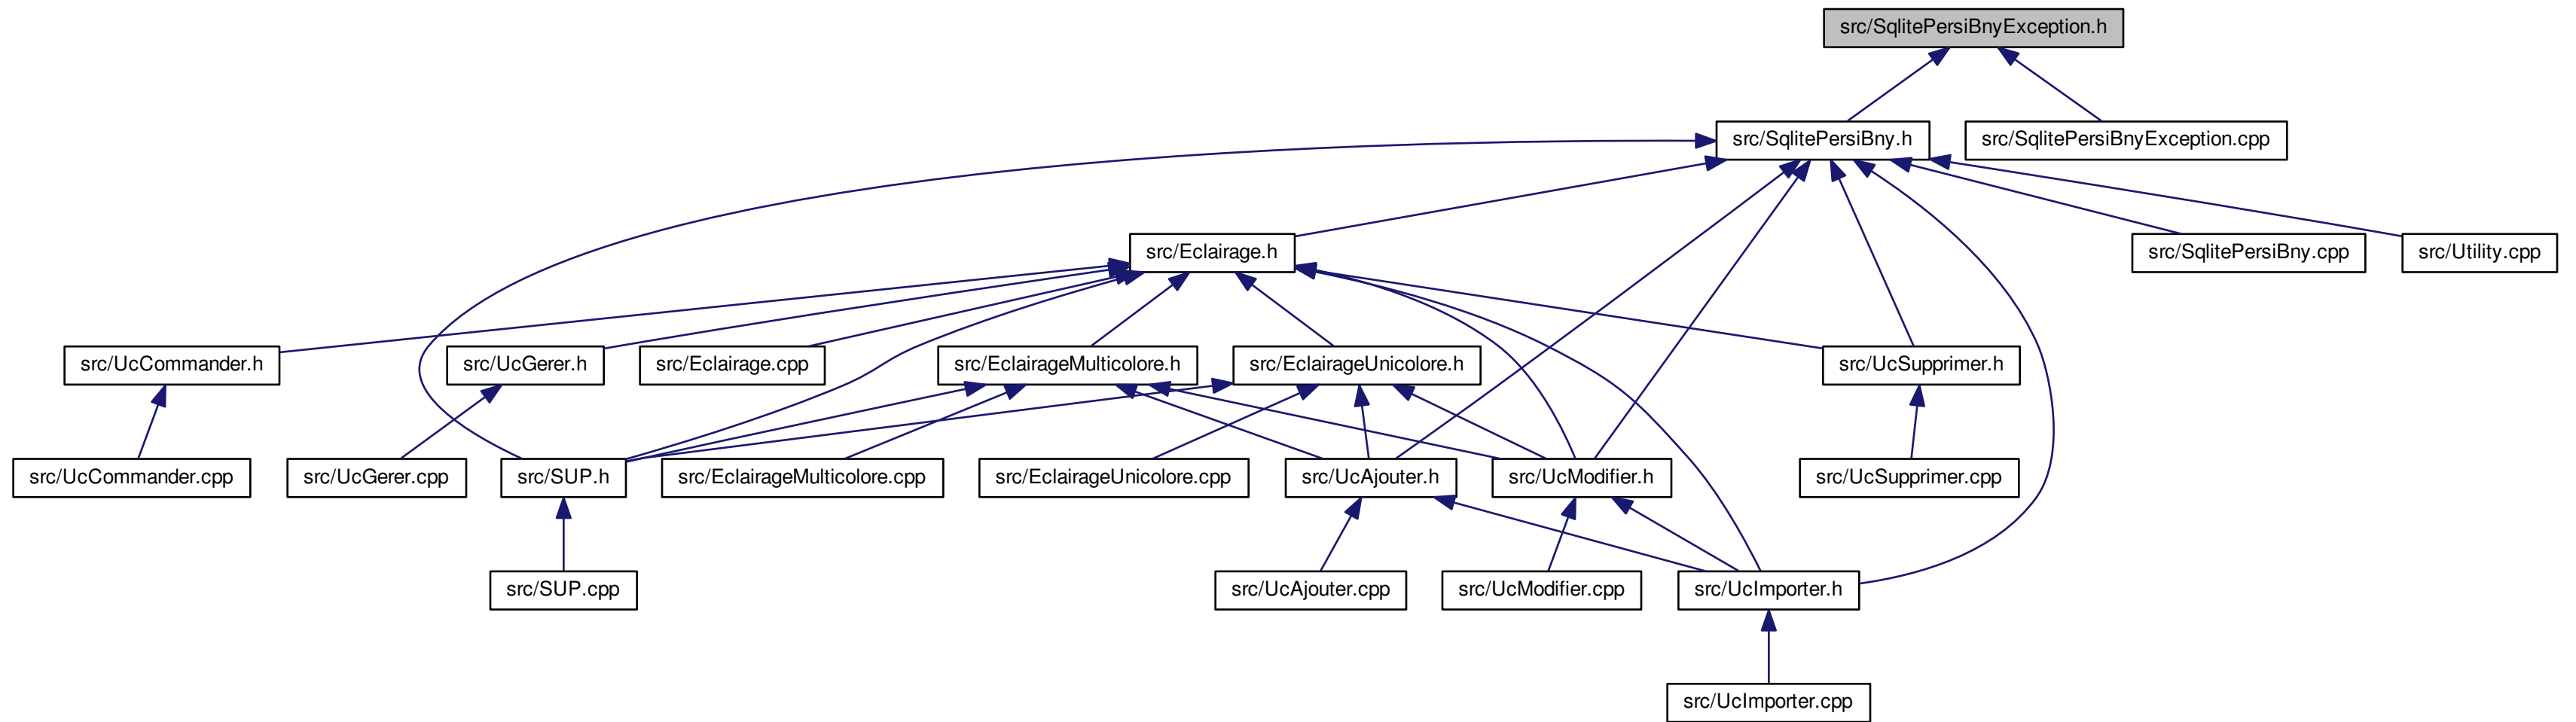 src/SqlitePersiBnyException.h
src/SqlitePersiBny.h
src/SqlitePersiBnyException.cpp
src/Eclairage.h
src/SqlitePersiBny.cpp
src/Utility.cpp
src/UcCommander.h
src/UcGerer.h
src/Eclairage.cpp
src/EclairageMulticolore.h
src/EclairageUnicolore.h
src/UcSupprimer.h
src/UcCommander.cpp
src/UcGerer.cpp
src/SUP.h
src/EclairageMulticolore.cpp
src/EclairageUnicolore.cpp
src/UcAjouter.h
src/UcModifier.h
src/UcSupprimer.cpp
src/SUP.cpp
src/UcAjouter.cpp
src/UcModifier.cpp
src/UcImporter.h
src/UcImporter.cpp